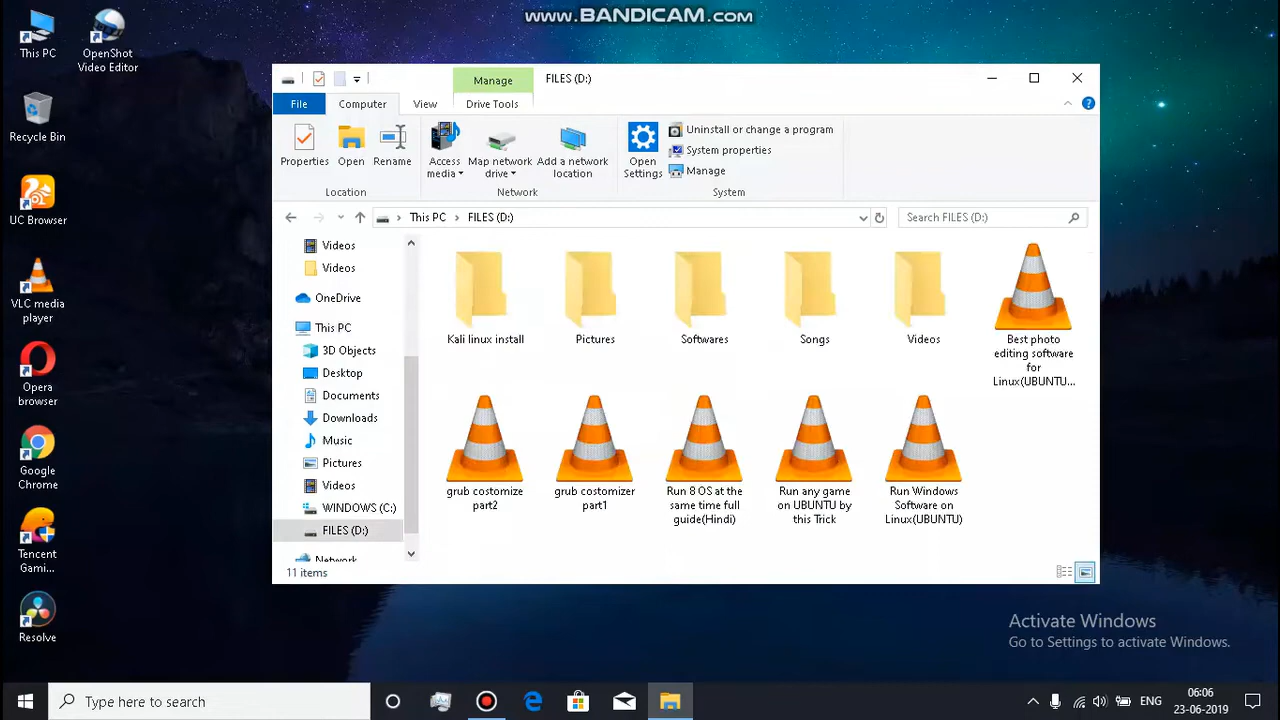 www.BANDICAM.com
This PC
OpenShot
Video Editor
Recycle Bin
UC Browser
VLC media
player
Opera
browser
Google
Chrome
Tencent
Gami...
Resolve
Manage
FILES (D:)
File
Computer
View
Drive Tools
Properties
Open
Rename
Access
media
Map network
drive
Add a network
location
Open
Settings
Uninstall or change a program
System properties
Manage
Location
Network
System
This PC
FILES (D:)
Search FILES (D:)
Videos
Videos
OneDrive
This PC
3D Objects
Desktop
Documents
Downloads
Music
Pictures
Videos
WINDOWS (C:)
FILES (D:)
Network
Kali linux install
Pictures
Softwares
Songs
Videos
Best photo
editing software
for
Linux(UBUNTU...
grub costomize
part2
grub costomizer
part1
Run 8 OS at the
same time full
guide(Hindi)
Run any game
on UBUNTU by
this Trick
Run Windows
Software on
Linux(UBUNTU)
11 items
Activate Windows
Go to Settings to activate Windows.
Type here to search
ENG
06:06
23-06-2019